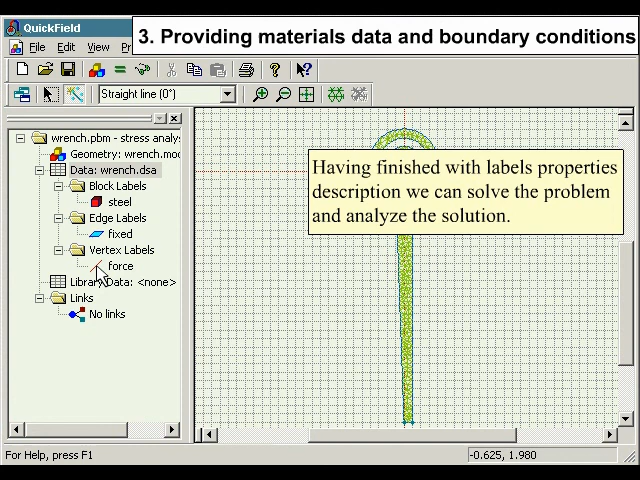 QuickField
3. Providing materials data and boundary conditions
File Edit View
Straight line (0°)
wrench.pbm - stress analys
Geometry: wrench.mod
Data: wrench.dsa
Block Labels
steel
Edge Labels
fixed
Vertex Labels
force
Library Data: <none>
Links
No links
Having finished with labels properties
description we can solve the problem
and analyze the solution.
For Help, press F1
-0.625, 1.980